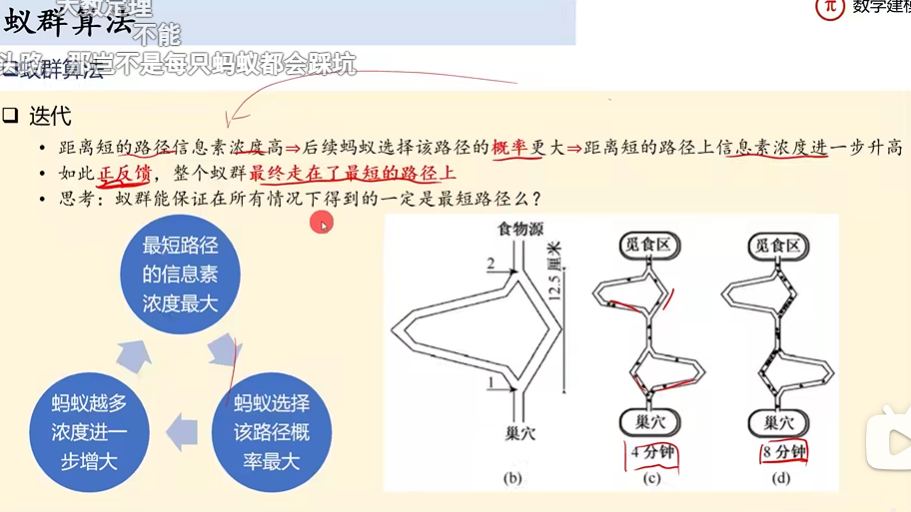 大数定理
蚁群算法
不能
数学建模
头路，那岂不是每只蚂蚁都会踩坑
蚁群算法
迭代
• 距离短的路径信息素浓度高⇒后续蚂蚁选择该路径的概率更大⇒距离短的路径上信息素浓度进一步升高
• 如此正反馈，整个蚁群最终走在了最短的路径上
• 思考：蚁群能保证在所有情况下得到的一定是最短路径么？
最短路径
的信息素
浓度最大
蚂蚁越多
浓度进一
步增大
蚂蚁选择
该路径概
率最大
食物源
2
12.5 厘米
1
巢穴
(b)
觅食区
巢穴
4 分钟
(c)
觅食区
巢穴
8 分钟
(d)